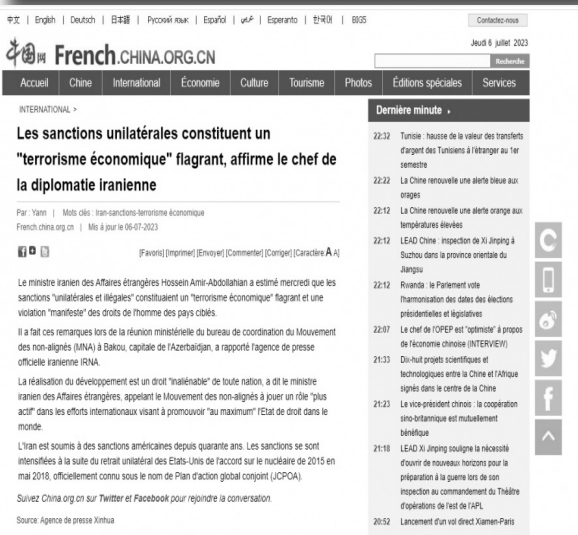 中文 | English | Deutsch | 日本語 | Русский язык | Español | عربي | Esperanto | 한국어 | BIG5
Contactez-nous
中国网 French.CHINA.ORG.CN
Jeudi 6 juillet 2023
Recherche
Accueil Chine International Économie Culture Tourisme Photos Éditions spéciales Services
INTERNATIONAL >
Les sanctions unilatérales constituent un
"terrorisme économique" flagrant, affirme le chef de
la diplomatie iranienne
Par : Yann | Mots clés : Iran-sanctions-terrorisme économique
French.china.org.cn | Mis à jour le 06-07-2023
[Favoris] [Imprimer] [Envoyer] [Commenter] [Corriger] [Caractère A A]
Le ministre iranien des Affaires étrangères Hossein Amir-Abdollahian a estimé mercredi que les
sanctions "unilatérales et illégales" constituaient un "terrorisme économique" flagrant et une
violation "manifeste" des droits de l'homme des pays ciblés.
Il a fait ces remarques lors de la réunion ministérielle du bureau de coordination du Mouvement
des non-alignés (MNA) à Bakou, capitale de l'Azerbaïdjan, a rapporté l'agence de presse
officielle iranienne IRNA.
La réalisation du développement est un droit "inaliénable" de toute nation, a dit le ministre
iranien des Affaires étrangères, appelant le Mouvement des non-alignés à jouer un rôle "plus
actif" dans les efforts internationaux visant à promouvoir "au maximum" l'Etat de droit dans le
monde.
L'Iran est soumis à des sanctions américaines depuis quarante ans. Les sanctions se sont
intensifiées à la suite du retrait unilatéral des Etats-Unis de l'accord sur le nucléaire de 2015 en
mai 2018, officiellement connu sous le nom de Plan d'action global conjoint (JCPOA).
Suivez China.org.cn sur Twitter et Facebook pour rejoindre la conversation.
Source: Agence de presse Xinhua
Dernière minute
22:32 Tunisie : hausse de la valeur des transferts
d'argent des Tunisiens à l'étranger au 1er
semestre
22:22 La Chine renouvelle une alerte bleue aux
orages
22:12 La Chine renouvelle une alerte orange aux
températures élevées
22:12 LEAD Chine : inspection de Xi Jinping à
Suzhou dans la province orientale du
Jiangsu
22:12 Rwanda : le Parlement vote
l'harmonisation des dates des élections
présidentielles et législatives
22:07 Le chef de l'OPEP est "optimiste" à propos
de l'économie chinoise (INTERVIEW)
21:33 Dix-huit projets scientifiques et
technologiques entre la Chine et l'Afrique
signés dans le centre de la Chine
21:23 Le vice-président chinois : la coopération
sino-britannique est mutuellement
bénéfique
21:18 LEAD Xi Jinping souligne la nécessité
d'ouvrir de nouveaux horizons pour la
préparation à la guerre lors de son
inspection au commandement du Théâtre
d'opérations de l'est de l'APL
20:52 Lancement d'un vol direct Xiamen-Paris